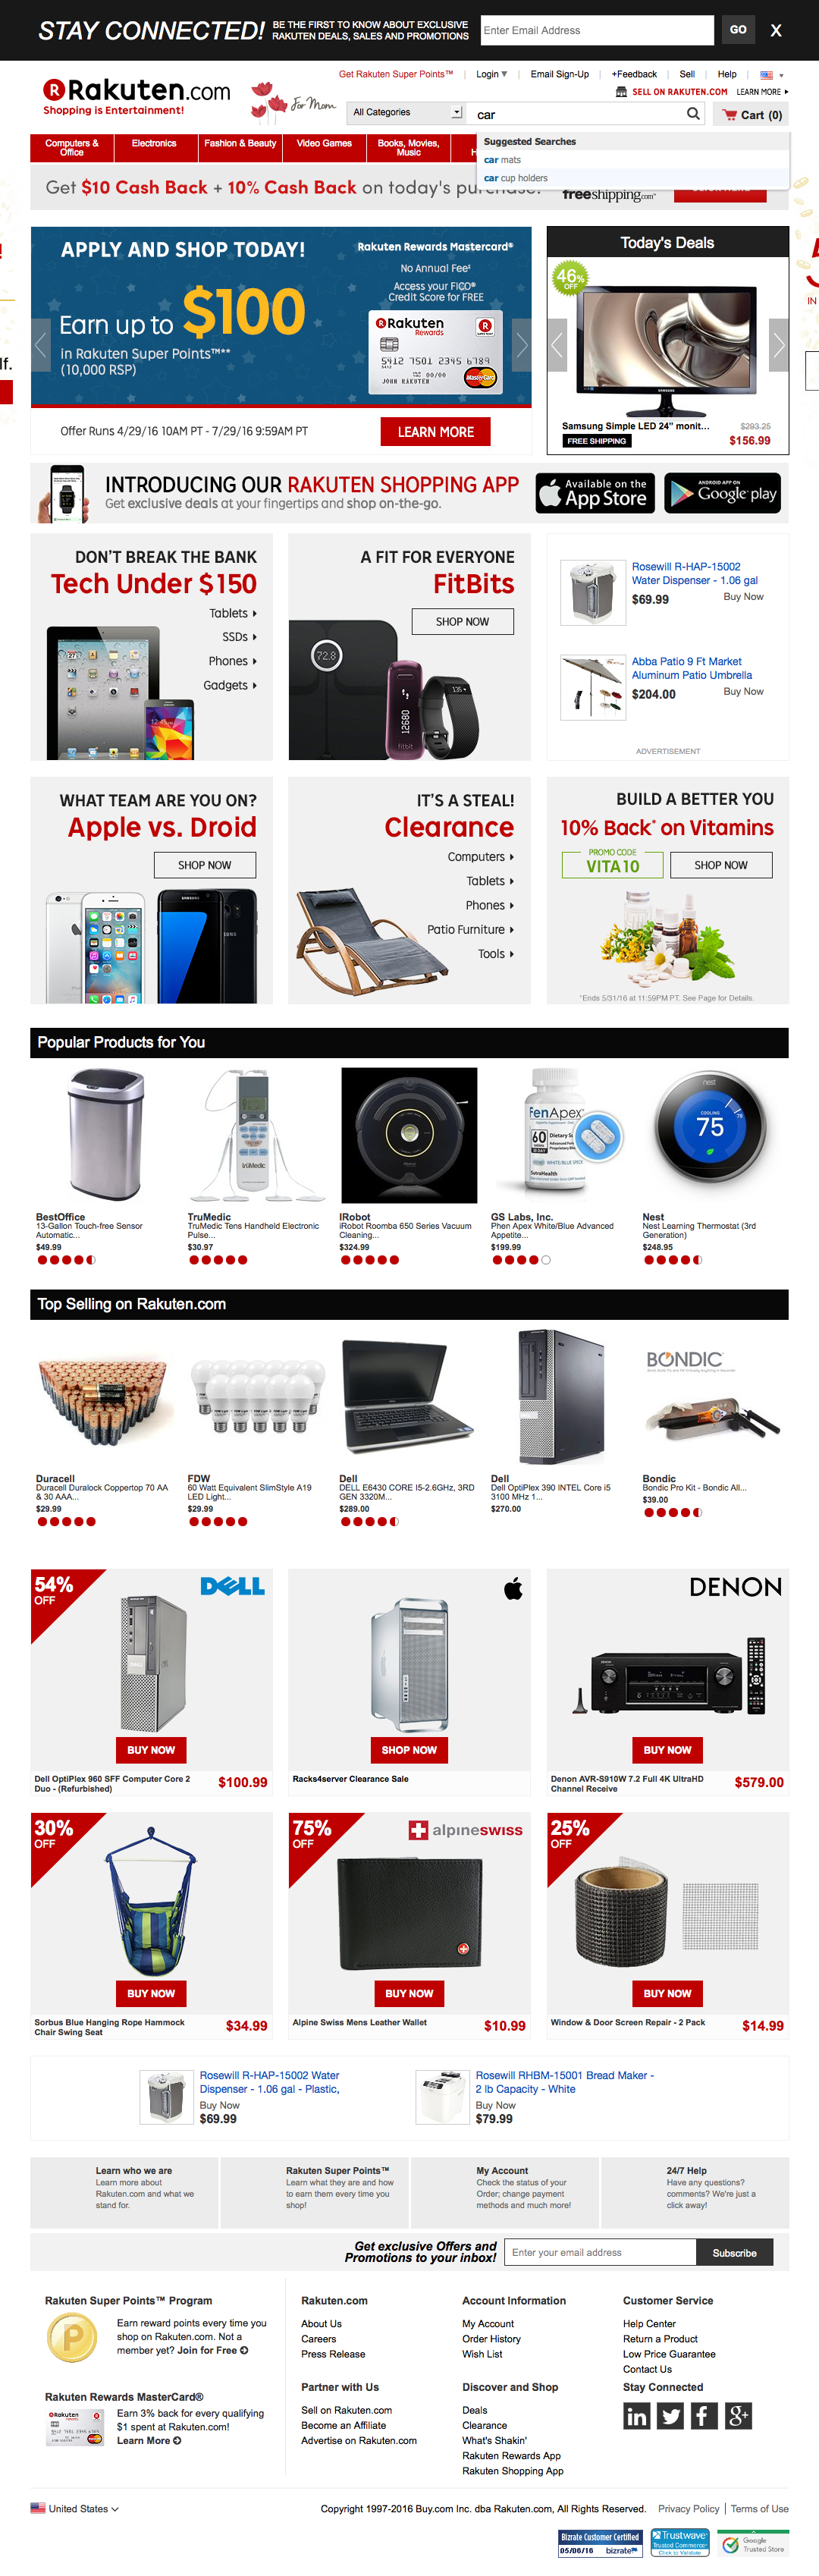 STAY CONNECTED!
BE THE FIRST TO KNOW ABOUT EXCLUSIVE
RAKUTEN DEALS, SALES AND PROMOTIONS
Enter Email Address
GO
X
Get Rakuten Super Points™
Login
Email Sign-Up
+Feedback
Sell
Help
SELL ON RAKUTEN.COM
LEARN MORE
Rakuten.com
Shopping is Entertainment!
For Mom
All Categories
car
Cart (0)
Suggested Searches
car mats
car cup holders
Computers &
Office
Electronics
Fashion & Beauty
Video Games
Books, Movies,
Music
Get $10 Cash Back + 10% Cash Back on today's purchase.
freeshipping.com
APPLY AND SHOP TODAY!
Rakuten Rewards Mastercard®
No Annual Fee‡
Access your FICO®
Credit Score for FREE
Earn up to $100
in Rakuten Super Points™**
(10,000 RSP)
Rakuten
Rewards
5412 7501 2345 6789
5412
00/00
JOHN RAKUTEN
MasterCard
Offer Runs 4/29/16 10AM PT - 7/29/16 9:59AM PT
LEARN MORE
Today's Deals
46%
OFF
Samsung Simple LED 24" monit...
$293.25
FREE SHIPPING
$156.99
INTRODUCING OUR RAKUTEN SHOPPING APP
Get exclusive deals at your fingertips and shop on-the-go.
Available on the
App Store
ANDROID APP ON
Google play
DON'T BREAK THE BANK
Tech Under $150
Tablets
SSDs
Phones
Gadgets
A FIT FOR EVERYONE
FitBits
SHOP NOW
72.8
12680
fitbit
135
Rosewill R-HAP-15002
Water Dispenser - 1.06 gal
$69.99
Buy Now
Abba Patio 9 Ft Market
Aluminum Patio Umbrella
$204.00
Buy Now
ADVERTISEMENT
WHAT TEAM ARE YOU ON?
Apple vs. Droid
SHOP NOW
IT'S A STEAL!
Clearance
Computers
Tablets
Phones
Patio Furniture
Tools
BUILD A BETTER YOU
10% Back* on Vitamins
PROMO CODE
VITA10
SHOP NOW
*Ends 5/31/16 at 11:59PM PT. See Page for Details.
Popular Products for You
BestOffice
13-Gallon Touch-free Sensor
Automatic...
$49.99
TruMedic
TruMedic Tens Handheld Electronic
Pulse...
$30.97
IRobot
iRobot Roomba 650 Series Vacuum
Cleaning...
$324.99
FenApex
60
GS Labs, Inc.
Phen Apex White/Blue Advanced
Appetite...
$199.99
nest
COOLING
75
Nest
Nest Learning Thermostat (3rd
Generation)
$248.95
Top Selling on Rakuten.com
Duracell
Duracell Duralock Coppertop 70 AA
& 30 AAA...
$29.99
FDW
60 Watt Equivalent SlimStyle A19
LED Light...
$29.99
Dell
DELL E6430 CORE I5-2.6GHz, 3RD
GEN 3320M...
$289.00
Dell
Dell OptiPlex 390 INTEL Core i5
3100 MHz 1...
$270.00
BONDIC
Bondic
Bondic Pro Kit - Bondic All...
$39.00
54%
OFF
DELL
BUY NOW
Dell OptiPlex 960 SFF Computer Core 2
Duo - (Refurbished)
$100.99
SHOP NOW
Racks4server Clearance Sale
DENON
BUY NOW
Denon AVR-S910W 7.2 Full 4K UltraHD
Channel Receive
$579.00
30%
OFF
BUY NOW
Sorbus Blue Hanging Rope Hammock
Chair Swing Seat
$34.99
75%
OFF
alpineswiss
BUY NOW
Alpine Swiss Mens Leather Wallet
$10.99
25%
OFF
BUY NOW
Window & Door Screen Repair - 2 Pack
$14.99
Rosewill R-HAP-15002 Water
Dispenser - 1.06 gal - Plastic,
Buy Now
$69.99
Rosewill RHBM-15001 Bread Maker -
2 lb Capacity - White
Buy Now
$79.99
Learn who we are
Learn more about
Rakuten.com and what we
stand for.
Rakuten Super Points™
Learn what they are and how
to earn them every time you
shop!
My Account
Check the status of your
Order; change payment
methods and much more!
24/7 Help
Have any questions?
comments? We're just a
click away!
Get exclusive Offers and
Promotions to your inbox!
Enter your email address
Subscribe
Rakuten Super Points™ Program
Earn reward points every time you
shop on Rakuten.com. Not a
member yet? Join for Free
Rakuten Rewards MasterCard®
Earn 3% back for every qualifying
$1 spent at Rakuten.com!
Learn More
Rakuten.com
About Us
Careers
Press Release
Partner with Us
Sell on Rakuten.com
Become an Affiliate
Advertise on Rakuten.com
Account Information
My Account
Order History
Wish List
Discover and Shop
Deals
Clearance
What's Shakin'
Rakuten Rewards App
Rakuten Shopping App
Customer Service
Help Center
Return a Product
Low Price Guarantee
Contact Us
Stay Connected
United States
Copyright 1997-2016 Buy.com Inc. dba Rakuten.com, All Rights Reserved.
Privacy Policy
Terms of Use
Bizrate Customer Certified
05/06/16 bizrate
Trustwave
Trusted Commerce
Click to Validate
Google
Trusted Store